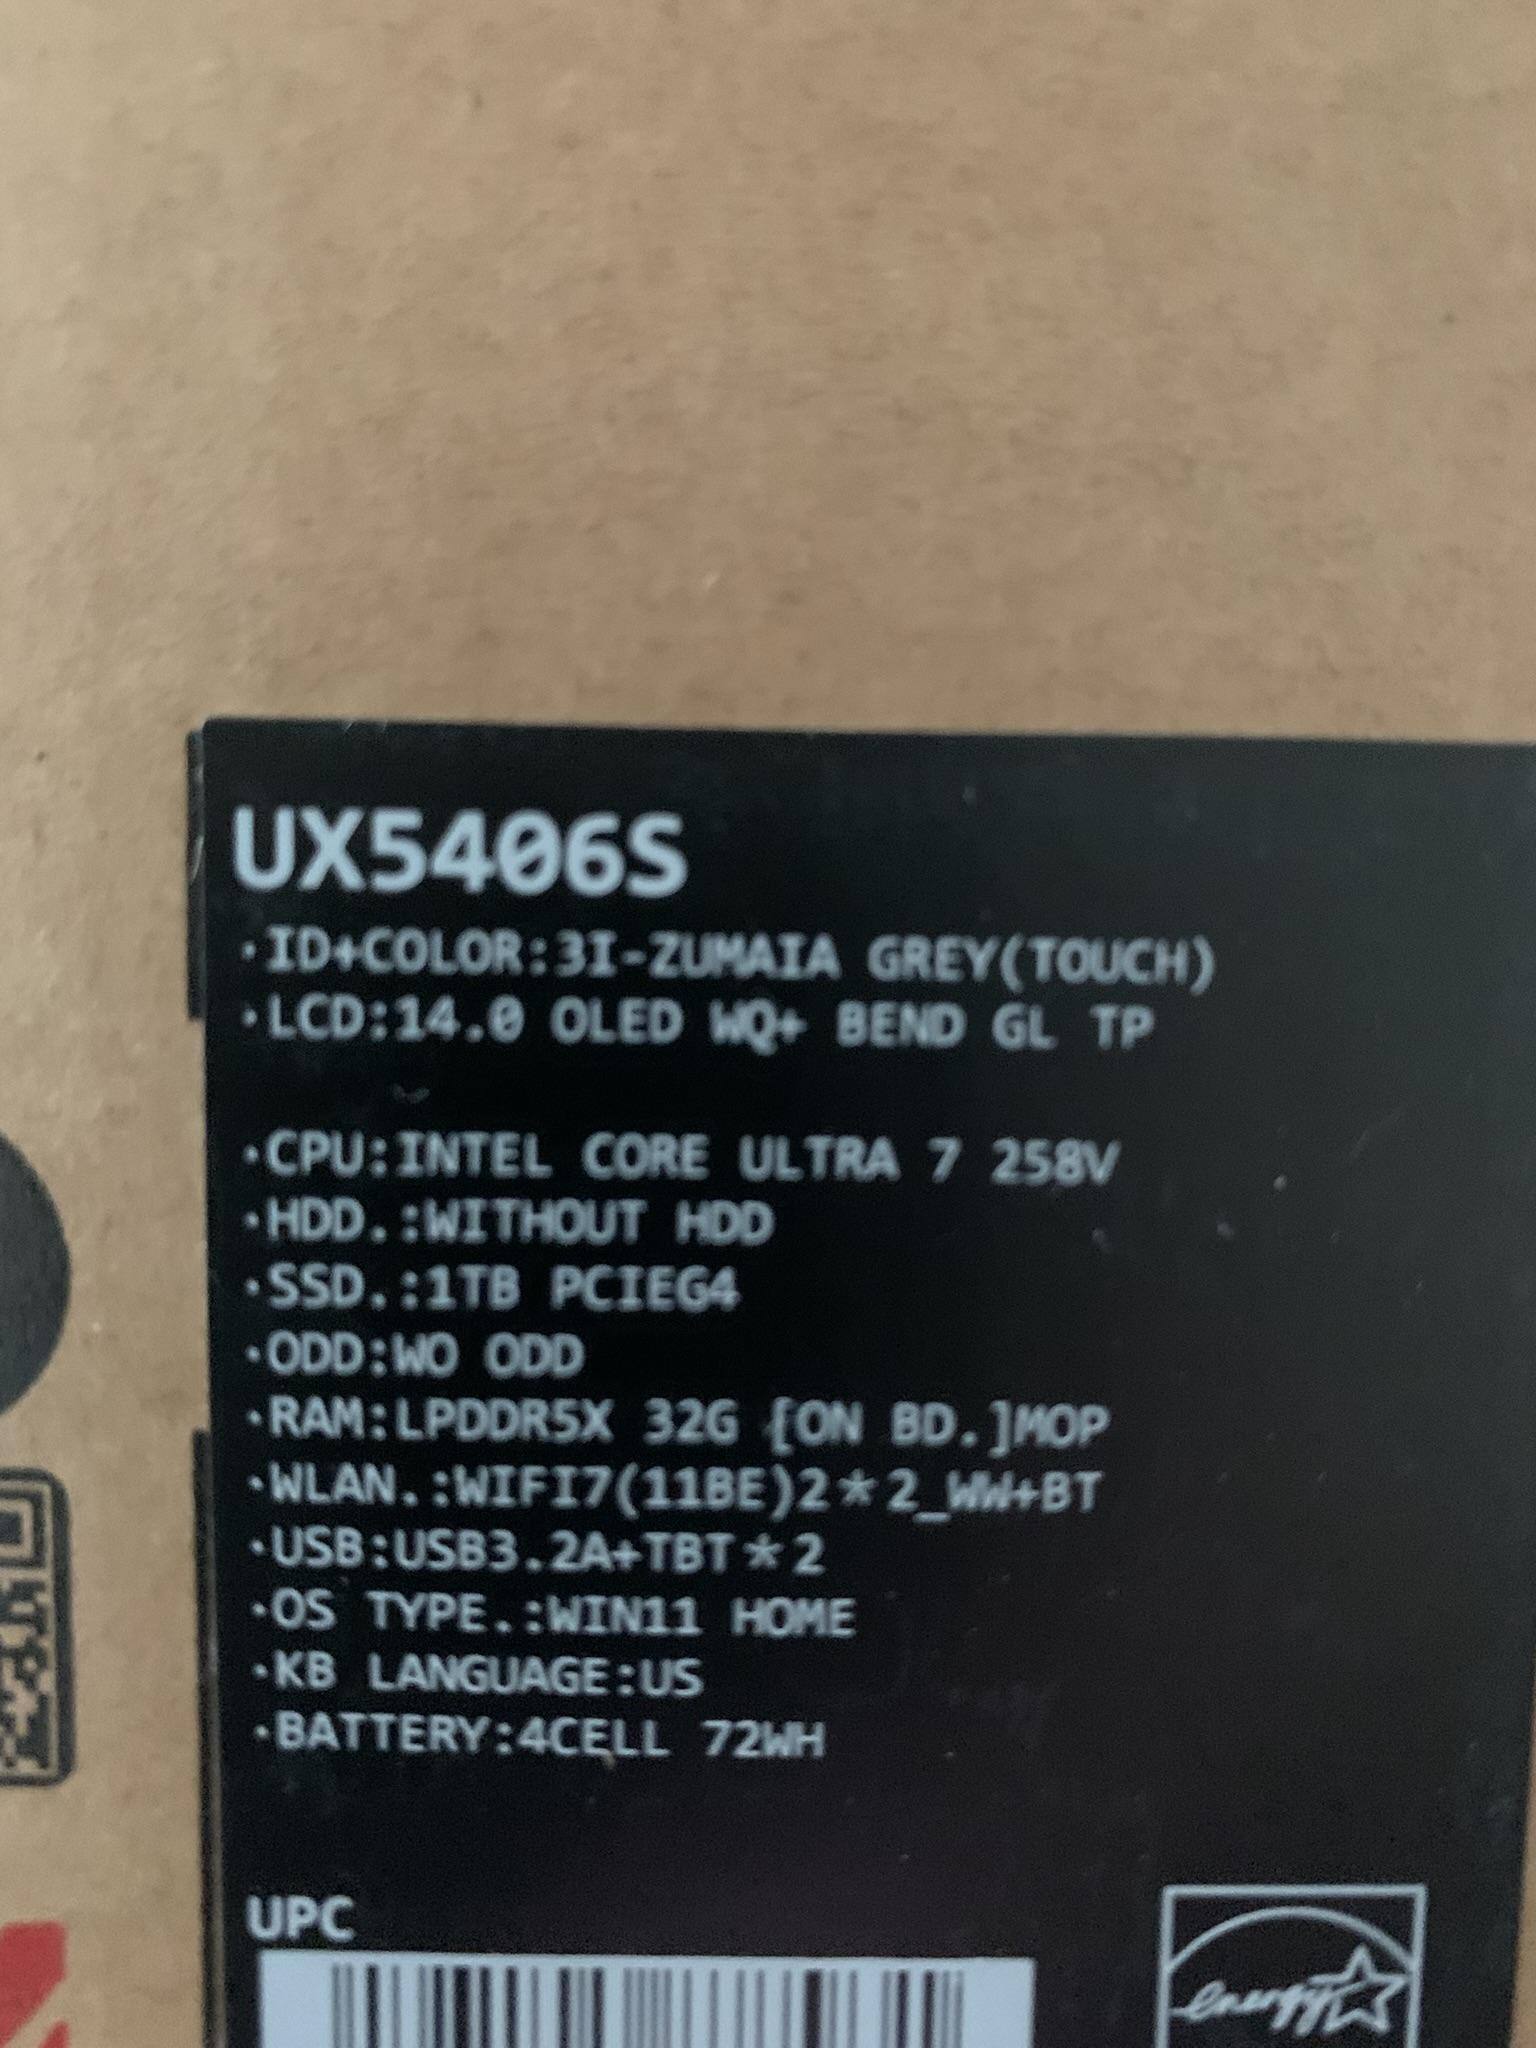 UX5406S
·ID+COLOR:3I-ZUMAIA GREY(TOUCH)
·LCD:14.0 OLED WQ+ BEND GL TP
·CPU:INTEL CORE ULTRA 7 258V
·HDD.:WITHOUT HDD
·SSD.:1TB PCIEG4
·ODD:WO ODD
·RAM:LPDDR5X 32G [ON BD.]MOP
·WLAN.:WIFI7(11BE)2*2_WW+BT
·USB:USB3.2A+TBT*2
·OS TYPE.:WIN11 HOME
·KB LANGUAGE:US
·BATTERY:4CELL 72WH
UPC
energy